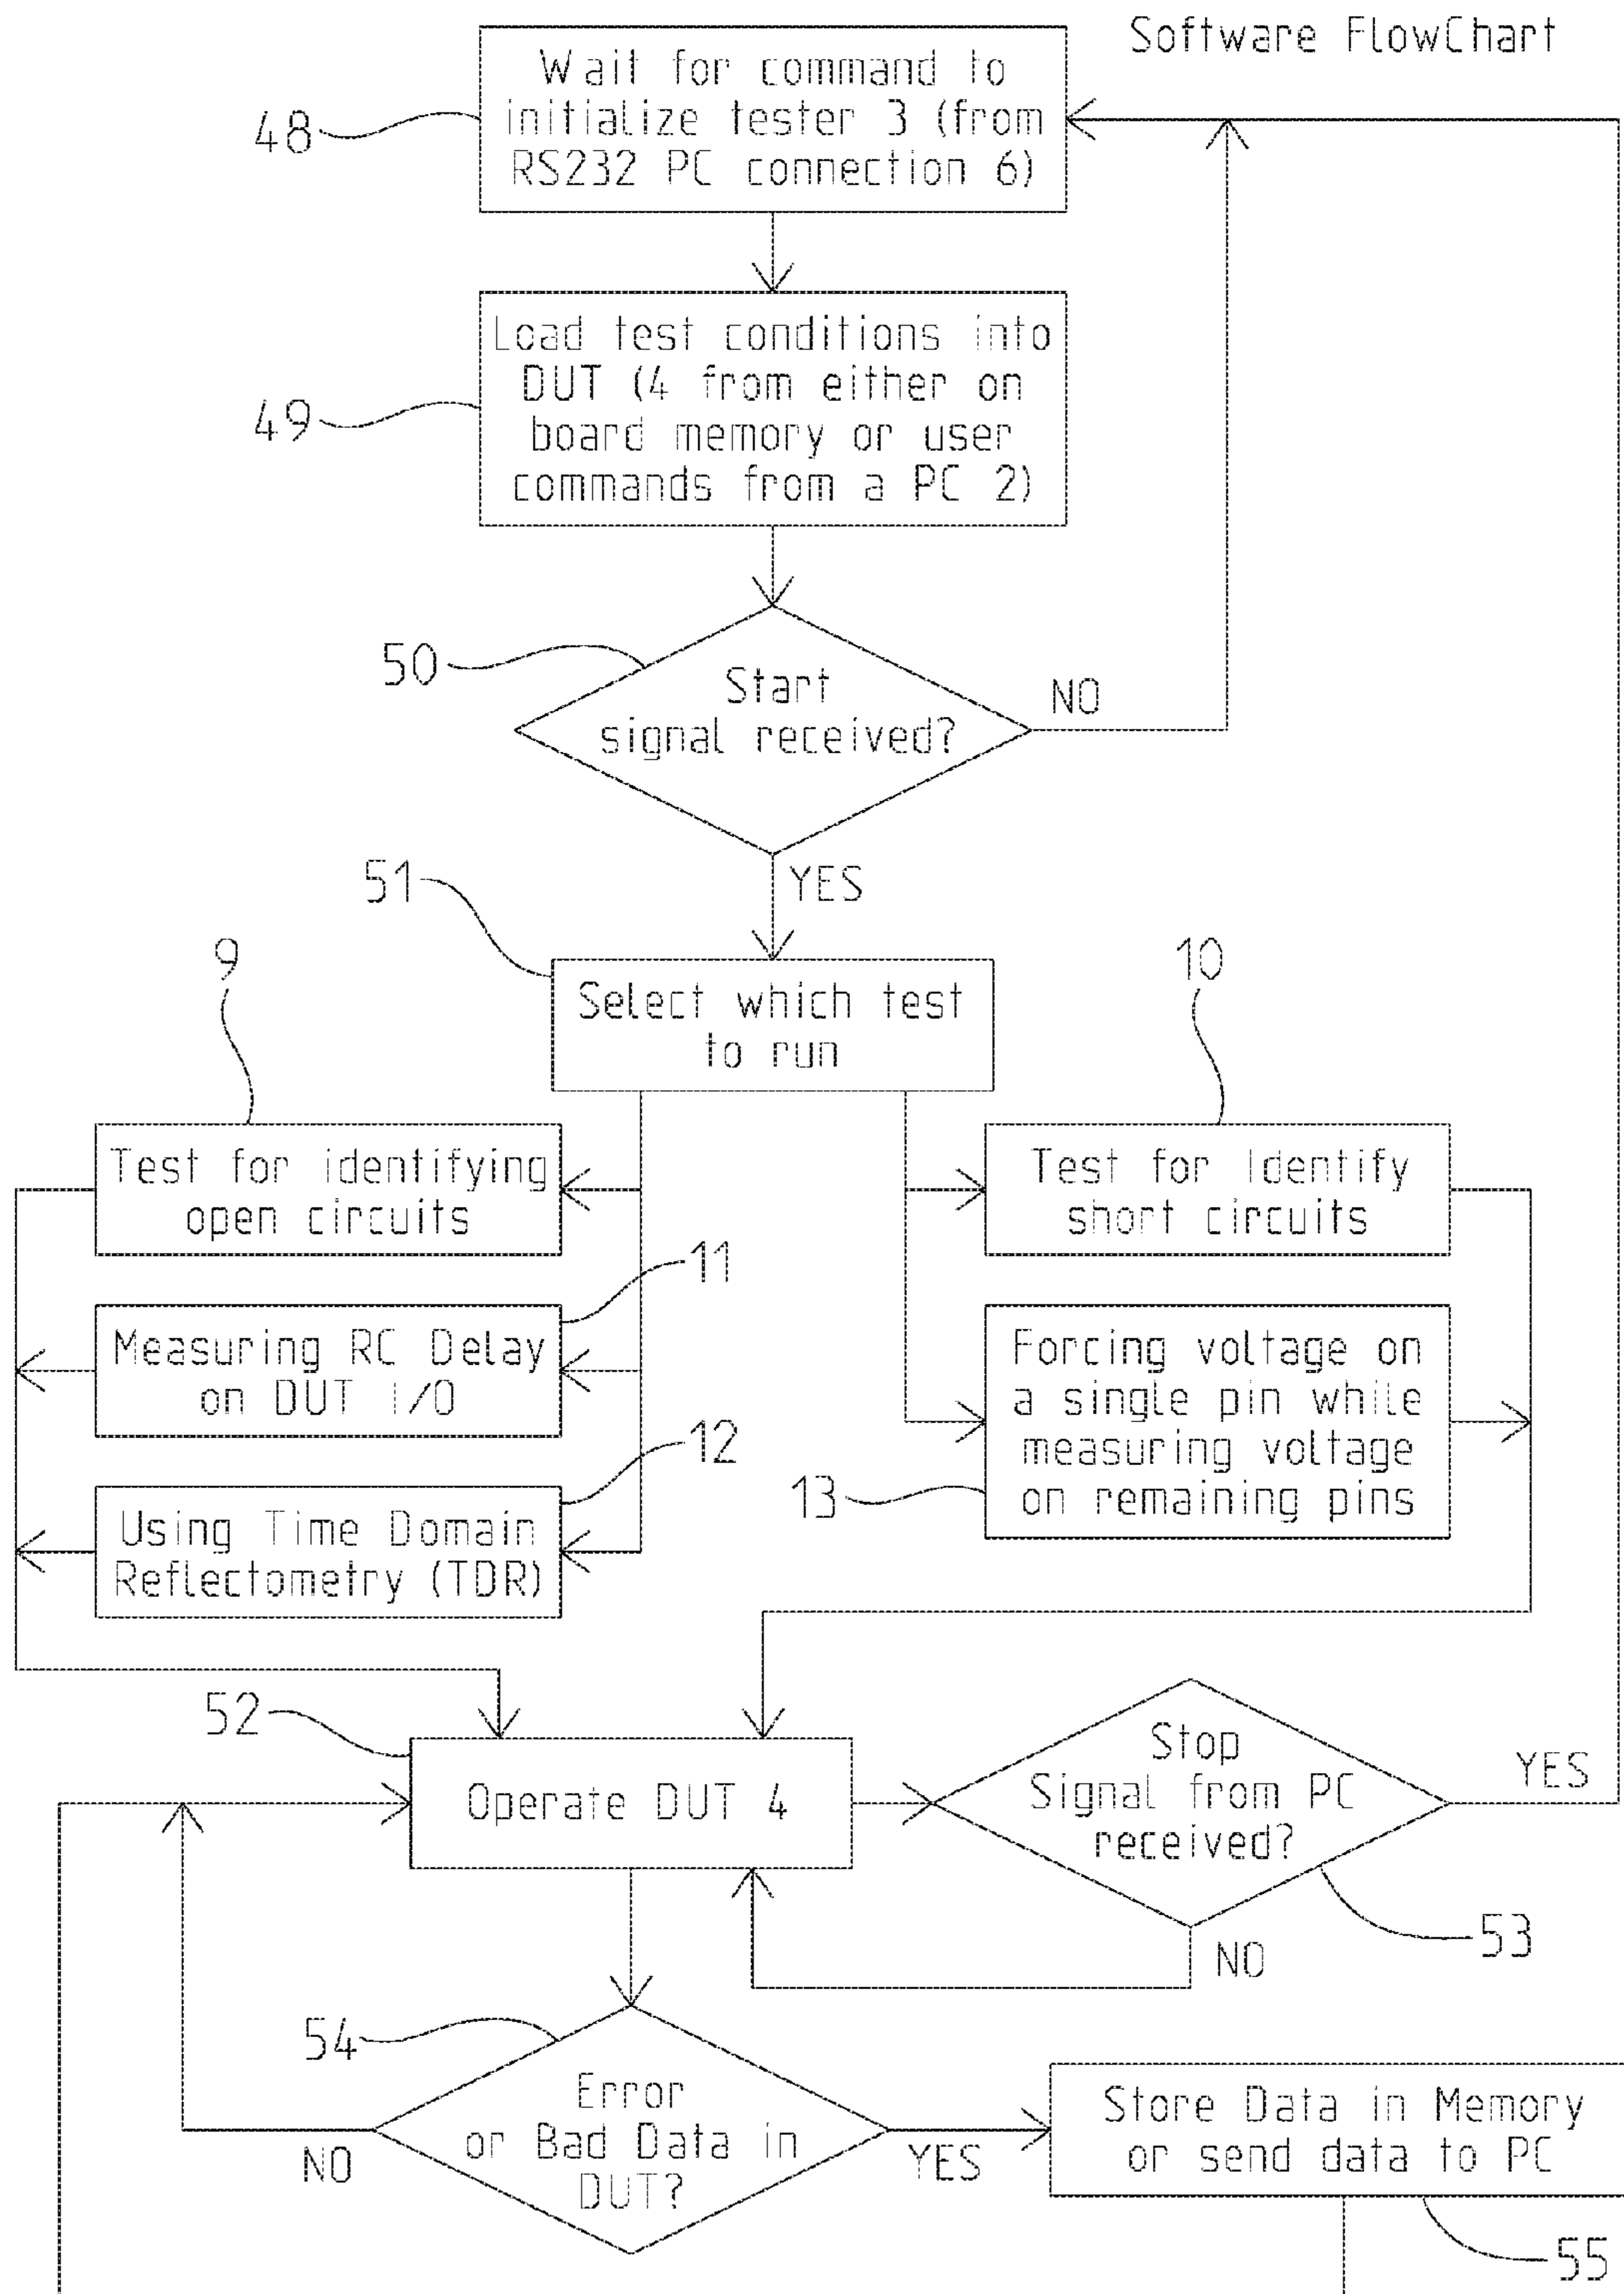 Software FlowChart
Wait for command to
initialize tester 3 (from
RS232 PC connection 6)
48
Load test conditions into
DUT (4 from either on
board memory or user
commands from a PC 2)
49
50
Start
signal received?
NO
YES
51
Select which test
to run
9
10
Test for identifying
open circuits
Test for Identify
short circuits
11
Measuring RC Delay
on DUT I/O
Forcing voltage on
a single pin while
measuring voltage
on remaining pins
12
13
Using Time Domain
Reflectometry (TDR)
52
Operate DUT 4
Stop
Signal from PC
received?
YES
53
NO
54
Error
or Bad Data in
DUT?
NO
YES
Store Data in Memory
or send data to PC
55